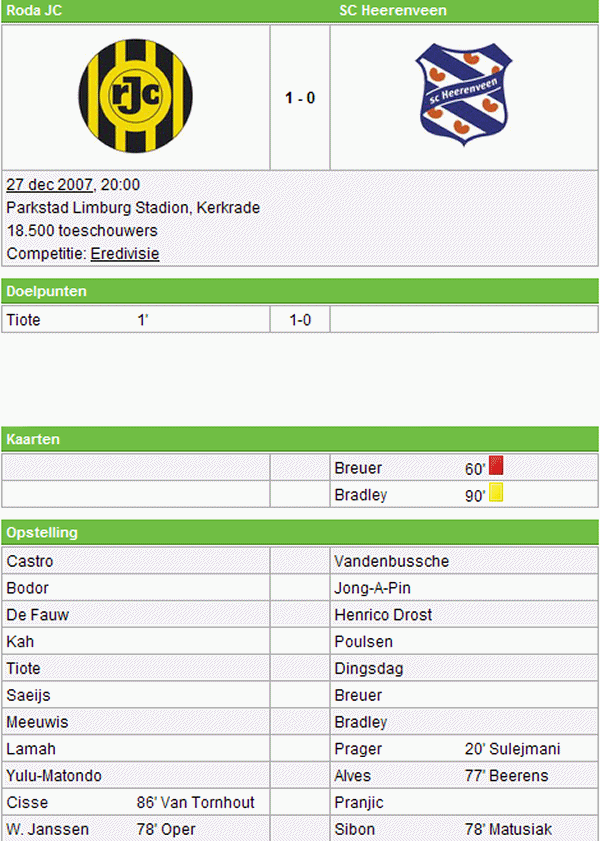 Roda JC SC Heerenveen
rJc
1 - 0
sc Heerenveen
27 dec 2007, 20:00
Parkstad Limburg Stadion, Kerkrade
18.500 toeschouwers
Competitie: Eredivisie
Doelpunten
Tiote 1' 1-0
Kaarten
Breuer 60'
Bradley 90'
Opstelling
Castro Vandenbussche
Bodor Jong-A-Pin
De Fauw Henrico Drost
Kah Poulsen
Tiote Dingsdag
Saeijs Breuer
Meeuwis Bradley
Lamah Prager 20' Sulejmani
Yulu-Matondo Alves 77' Beerens
Cisse 86' Van Tornhout Pranjic
W. Janssen 78' Oper Sibon 78' Matusiak